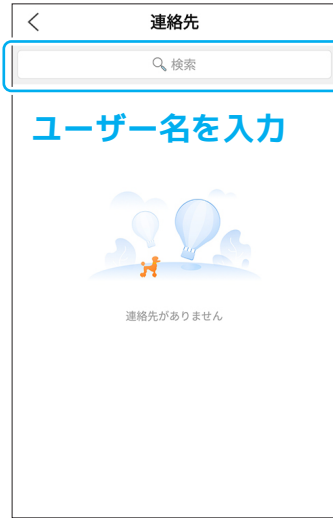 連絡先
検索
ユーザー名を入力
連絡先がありません